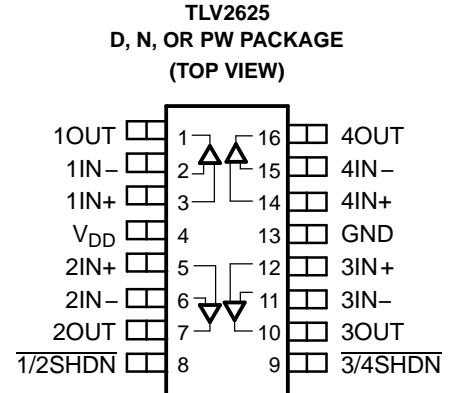 TLV2625
D, N, OR PW PACKAGE
(TOP VIEW)
1OUT 1 16 4OUT
1IN− 2 15 4IN−
1IN+ 3 14 4IN+
VDD 4 13 GND
2IN+ 5 12 3IN+
2IN− 6 11 3IN−
2OUT 7 10 3OUT
1/2SHDN 8 9 3/4SHDN